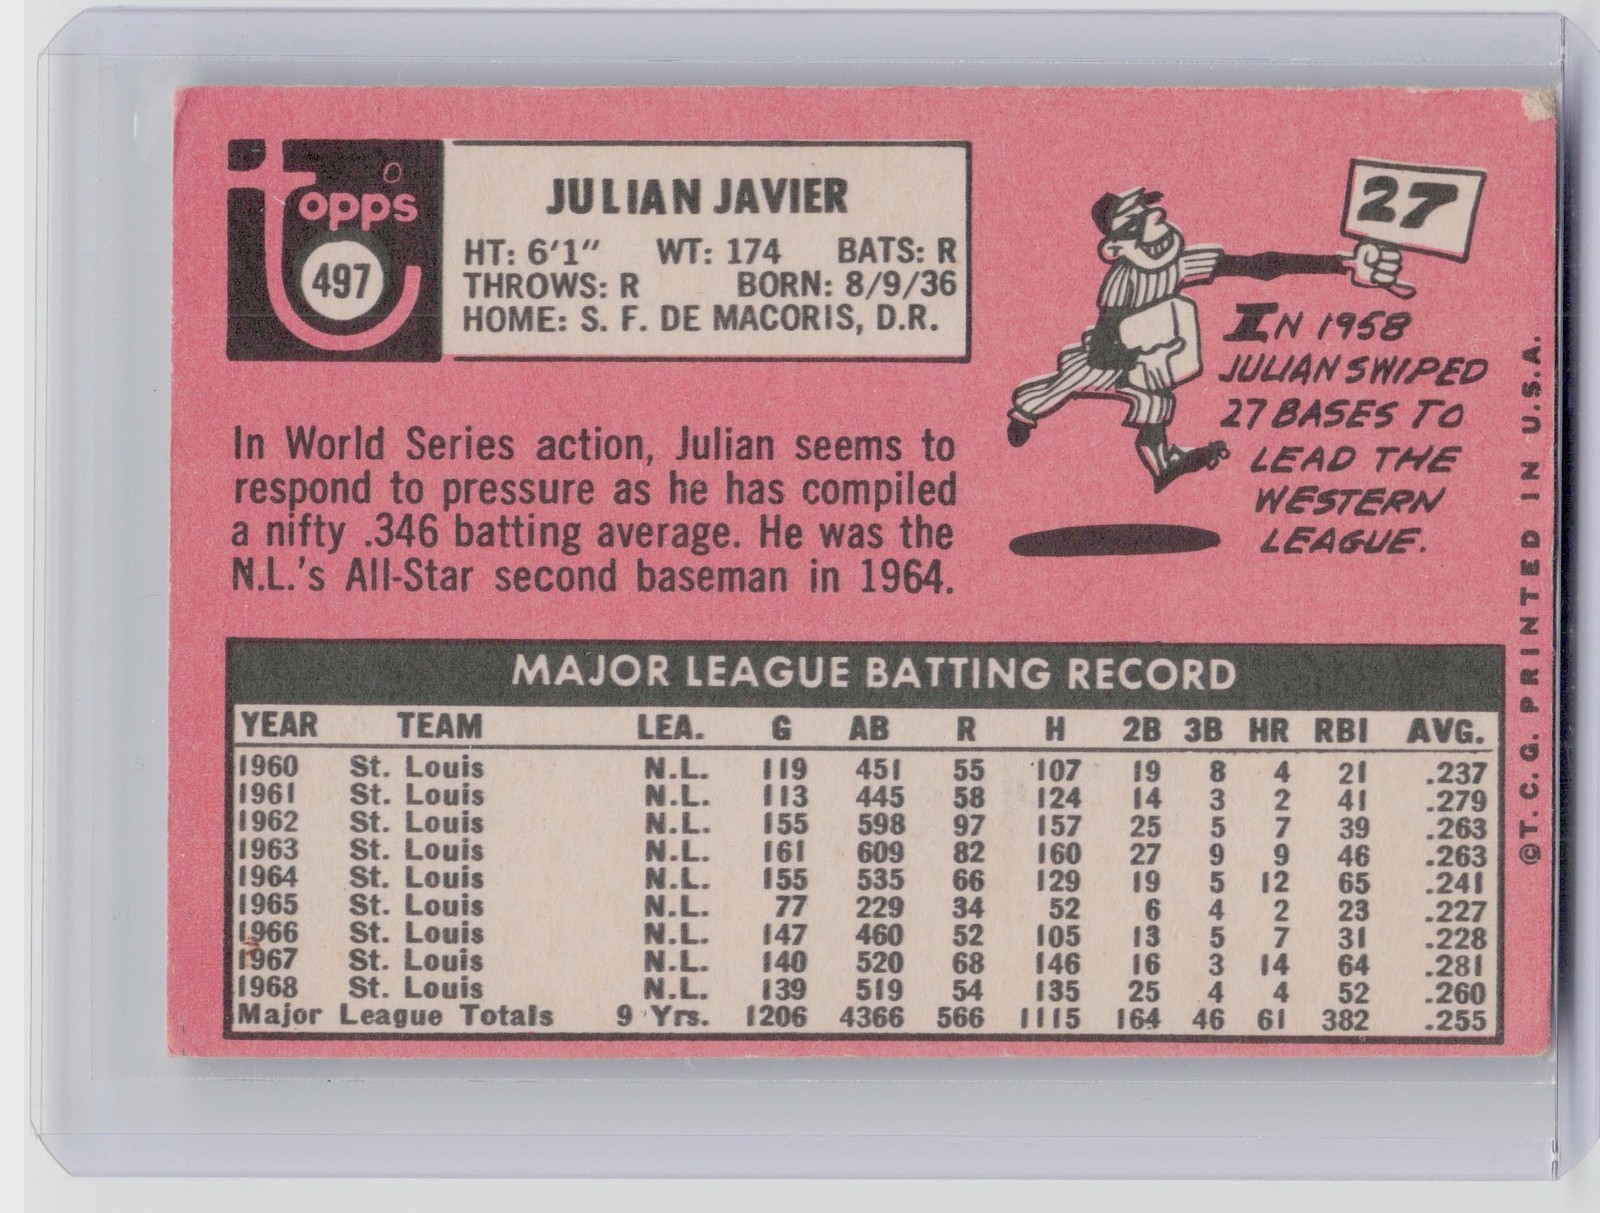 Topps
497
JULIAN JAVIER
HT: 6'1" WT: 174 BATS: R
THROWS: R BORN: 8/9/36
HOME: S. F. DE MACORIS, D.R.
27
IN 1958
JULIAN SWIPED
27 BASES TO
LEAD THE
WESTERN
LEAGUE.
In World Series action, Julian seems to
respond to pressure as he has compiled
a nifty .346 batting average. He was the
N.L.'s All-Star second baseman in 1964.
MAJOR LEAGUE BATTING RECORD
YEAR TEAM LEA. G AB R H 2B 3B HR RBI AVG.
1960 St. Louis N.L. 119 451 55 107 19 8 4 21 .237
1961 St. Louis N.L. 113 445 58 124 14 3 2 41 .279
1962 St. Louis N.L. 155 598 97 157 25 5 7 39 .263
1963 St. Louis N.L. 161 609 82 160 27 9 9 46 .263
1964 St. Louis N.L. 155 535 66 129 19 5 12 65 .241
1965 St. Louis N.L. 77 229 34 52 6 4 2 23 .227
1966 St. Louis N.L. 147 460 52 105 13 5 7 31 .228
1967 St. Louis N.L. 140 520 68 146 16 3 14 64 .281
1968 St. Louis N.L. 139 519 54 135 25 4 4 52 .260
Major League Totals 9 Yrs. 1206 4366 566 1115 164 46 61 382 .255
©T. C. G. PRINTED IN U.S.A.